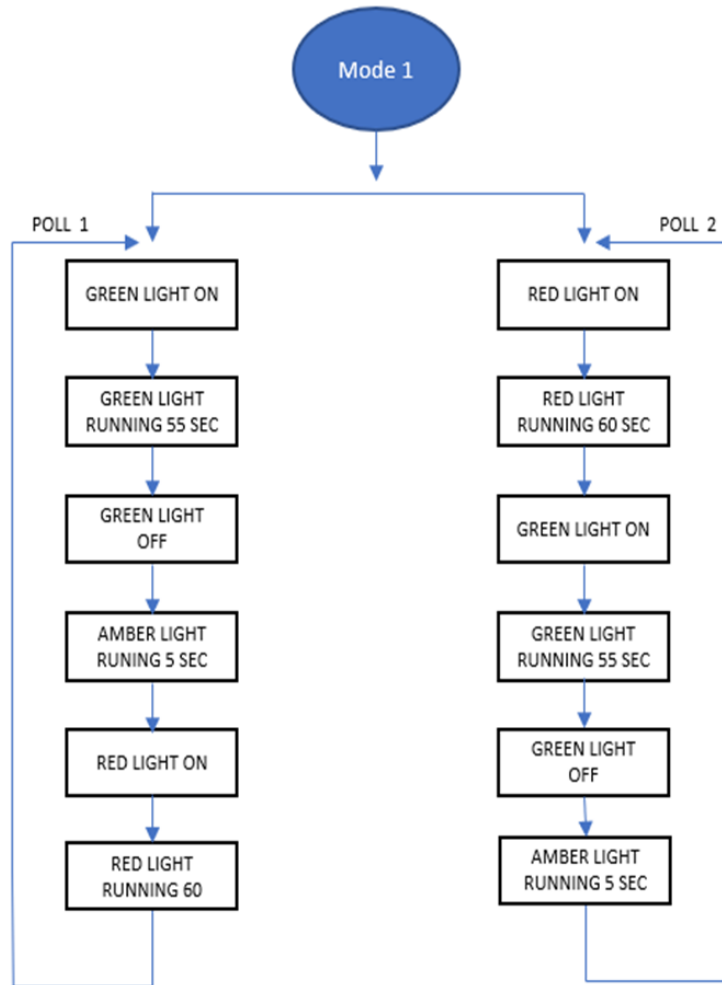 Mode 1
POLL 1
GREEN LIGHT ON
GREEN LIGHT
RUNNING 55 SEC
GREEN LIGHT
OFF
AMBER LIGHT
RUNING 5 SEC
RED LIGHT ON
RED LIGHT
RUNNING 60
POLL 2
RED LIGHT ON
RED LIGHT
RUNNING 60 SEC
GREEN LIGHT ON
GREEN LIGHT
RUNNING 55 SEC
GREEN LIGHT
OFF
AMBER LIGHT
RUNNING 5 SEC